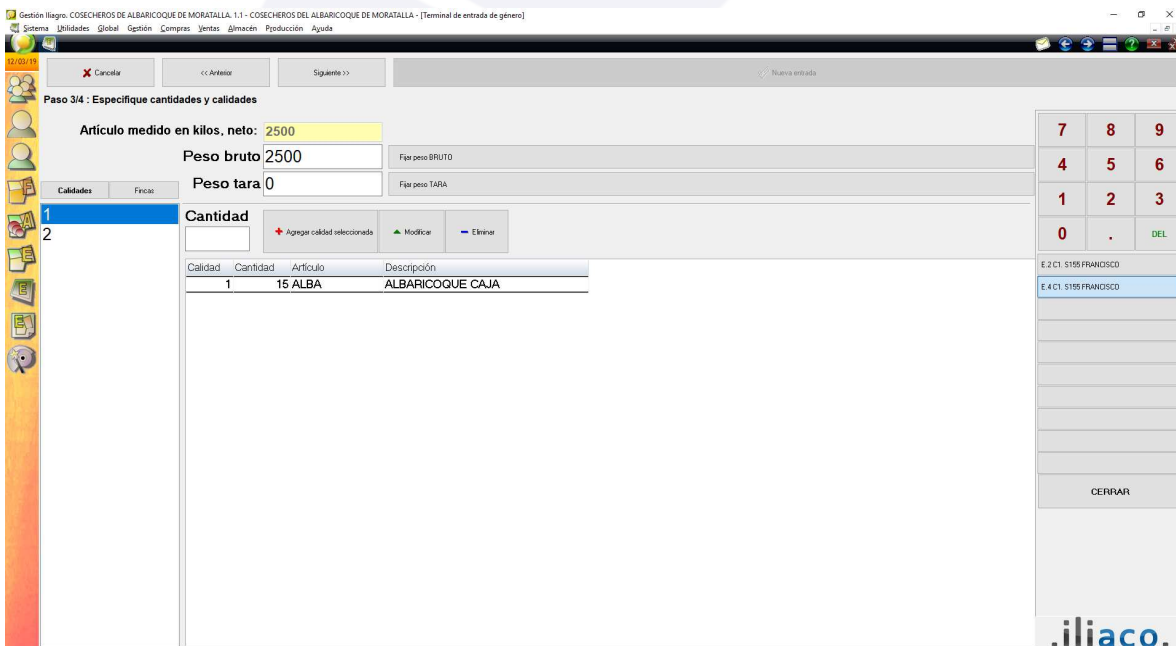 Gestión Iliagro. COSECHEROS DE ALBARICOQUE DE MORATALLA. 1.1 - COSECHEROS DEL ALBARICOQUE DE MORATALLA - [Terminal de entrada de género]
Sistema Utilidades Global Gestión Compras Ventas Almacén Producción Ayuda
12/03/19
Cancelar << Anterior Siguiente >> Nueva entrada
Paso 3/4 : Especifique cantidades y calidades
Artículo medido en kilos, neto: 2500
Peso bruto 2500 Fijar peso BRUTO
Peso tara 0 Fijar peso TARA
Calidades Fincas
1
2
Cantidad
Agregar calidad seleccionada Modificar Eliminar
Calidad Cantidad Artículo Descripción
1 15 ALBA ALBARICOQUE CAJA
7 8 9
4 5 6
1 2 3
0 . DEL
E.2 C1. S155 FRANCISCO
E.4 C1. S155 FRANCISCO
CERRAR
.iliaco.